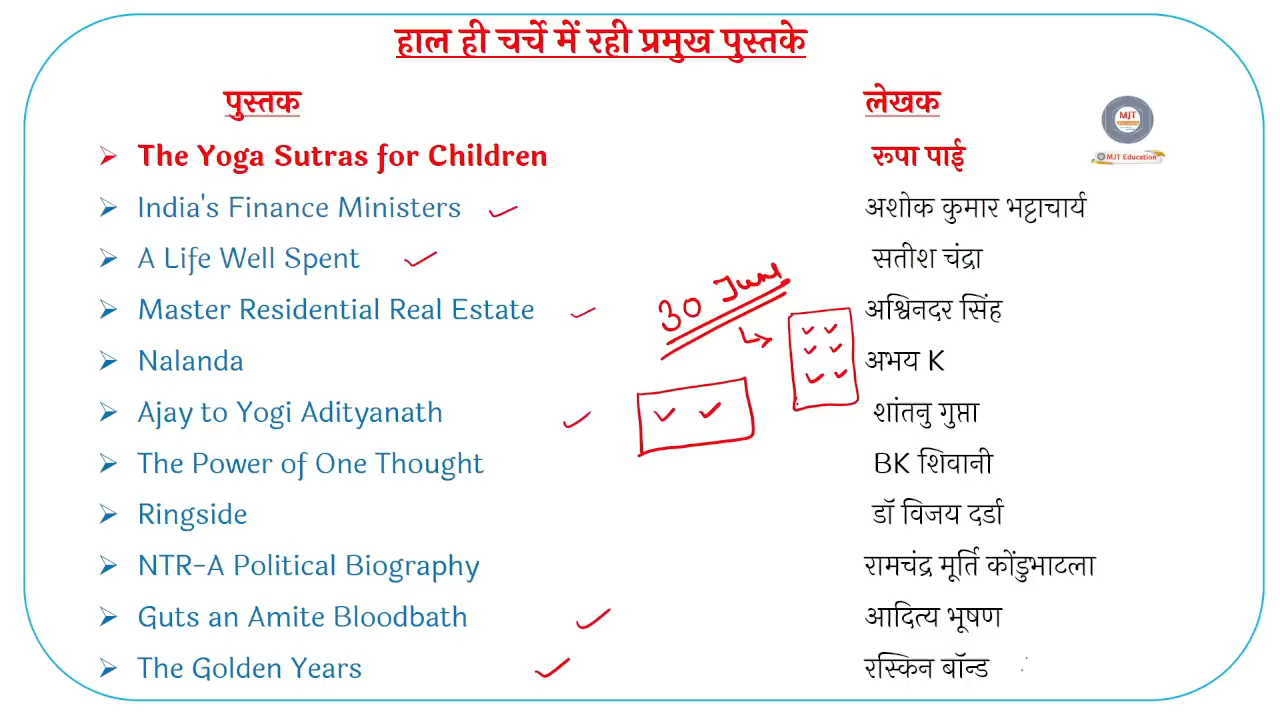 हाल ही चर्चे में रही प्रमुख पुस्तके
पुस्तक लेखक
MJT
MJT Education
The Yoga Sutras for Children रूपा पाई
India's Finance Ministers अशोक कुमार भट्टाचार्य
A Life Well Spent सतीश चंद्रा
30 June
Master Residential Real Estate अश्विनदर सिंह
Nalanda अभय K
Ajay to Yogi Adityanath शांतनु गुप्ता
The Power of One Thought BK शिवानी
Ringside डॉ विजय दर्डा
NTR-A Political Biography रामचंद्र मूर्ति कोंडुभाटला
Guts an Amite Bloodbath आदित्य भूषण
The Golden Years रस्किन बॉन्ड